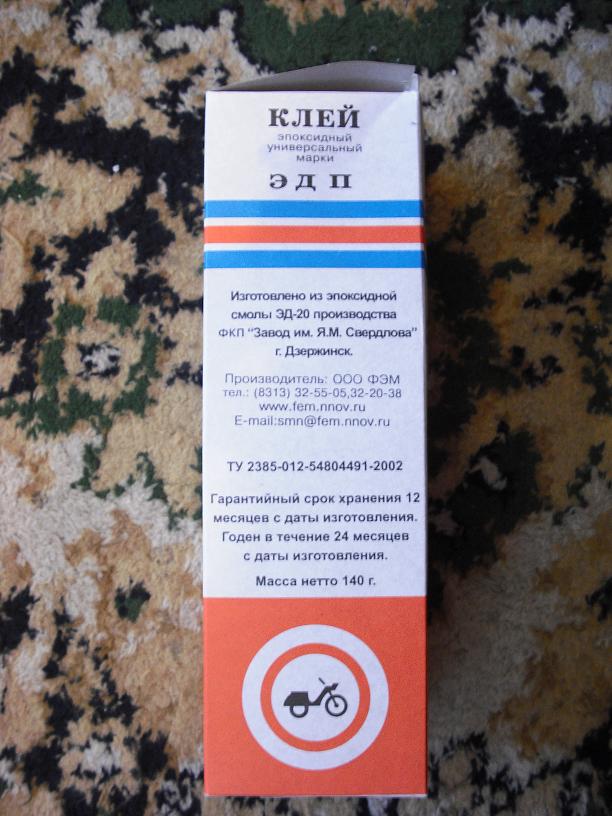 КЛЕЙ
эпоксидный
универсальный
марки
ЭДП
Изготовлено из эпоксидной
смолы ЭД-20 производства
ФКП "Завод им. Я.М. Свердлова"
г. Дзержинск.
Производитель: ООО ФЭМ
тел.: (8313) 32-55-05,32-20-38
www.fem.nnov.ru
E-mail:smn@fem.nnov.ru
ТУ 2385-012-54804491-2002
Гарантийный срок хранения 12
месяцев с даты изготовления.
Годен в течение 24 месяцев
с даты изготовления.
Масса нетто 140 г.